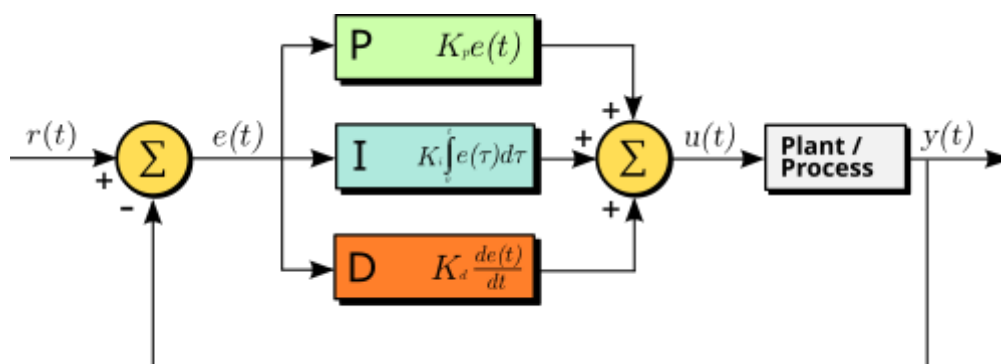 r(t)
+
-
Σ
e(t)
P K_p e(t)
I K_i ∫ e(τ)dτ
D K_d de(t)/dt
+
+
+
Σ
u(t)
Plant /
Process
y(t)